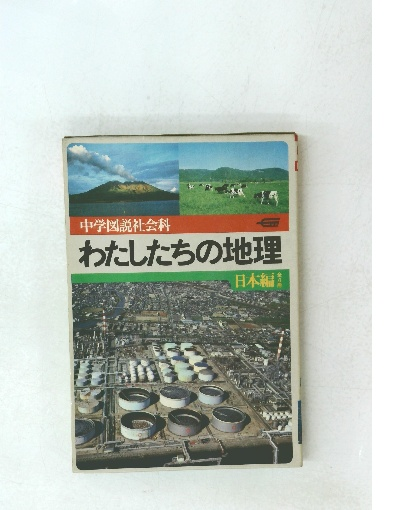 中学図説社会科
わたしたちの地理
日本編